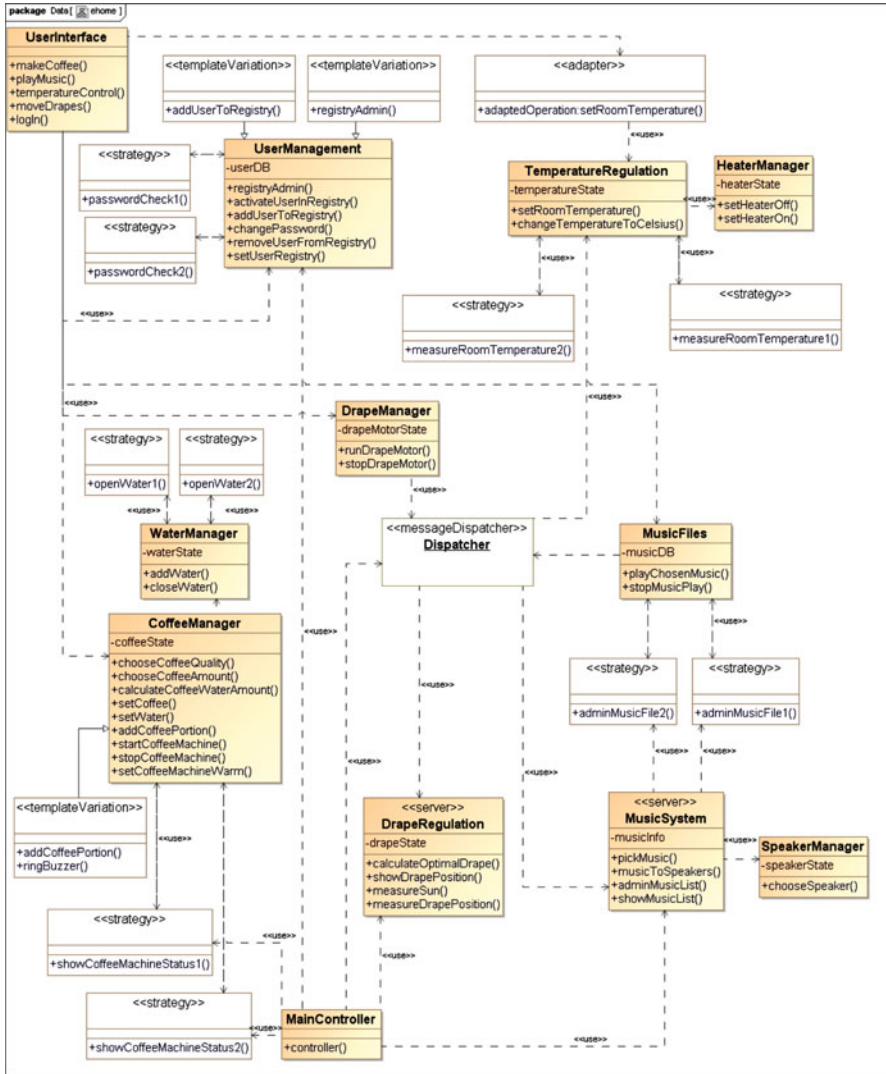 package Data[ ehome ]
UserInterface
+makeCoffee()
+playMusic()
+temperatureControl()
+moveDrapes()
+logIn()
<<templateVariation>>
+addUserToRegistry()
<<templateVariation>>
+registryAdmin()
<<adapter>>
+adaptedOperation:setRoomTemperature()
<<use>>
<<strategy>>
+passwordCheck1()
<<strategy>>
+passwordCheck2()
UserManagement
-userDB
+registryAdmin()
+activateUserInRegistry()
+addUserToRegistry()
+changePassword()
+removeUserFromRegistry()
+setUserRegistry()
<<use>>
TemperatureRegulation
-temperatureState
+setRoomTemperature()
+changeTemperatureToCelsius()
<<use>>
HeaterManager
-heaterState
+setHeaterOff()
+setHeaterOn()
<<use>>
<<use>>
<<strategy>>
+measureRoomTemperature2()
<<strategy>>
+measureRoomTemperature1()
<<use>>
DrapeManager
-drapeMotorState
+runDrapeMotor()
+stopDrapeMotor()
<<use>>
<<strategy>>
+openWater1()
<<strategy>>
+openWater2()
<<use>>
<<use>>
WaterManager
-waterState
+addWater()
+closeWater()
<<messageDispatcher>>
Dispatcher
<<use>>
MusicFiles
-musicDB
+playChosenMusic()
+stopMusicPlay()
<<use>>
CoffeeManager
-coffeeState
+chooseCoffeeQuality()
+chooseCoffeeAmount()
+calculateCoffeeWaterAmount()
+setCoffee()
+setWater()
+addCoffeePortion()
+startCoffeeMachine()
+stopCoffeeMachine()
+setCoffeeMachineWarm()
<<use>>
<<use>>
<<strategy>>
+adminMusicFile2()
<<strategy>>
+adminMusicFile1()
<<use>>
<<use>>
<<use>>
<<templateVariation>>
+addCoffeePortion()
+ringBuzzer()
<<use>>
<<server>>
DrapeRegulation
-drapeState
+calculateOptimalDrape()
+showDrapePosition()
+measureSun()
+measureDrapePosition()
<<server>>
MusicSystem
-musicInfo
+pickMusic()
+musicToSpeakers()
+adminMusicList()
+showMusicList()
<<use>>
SpeakerManager
-speakerState
+chooseSpeaker()
<<strategy>>
+showCoffeeMachineStatus1()
<<use>>
<<use>>
<<use>>
<<strategy>>
+showCoffeeMachineStatus2()
<<use>>
MainController
+controller()